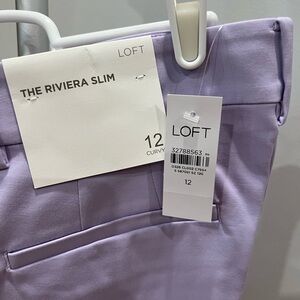 LOFT
THE RIVIERA SLIM
12
CURVY
LOFT
32788563
12